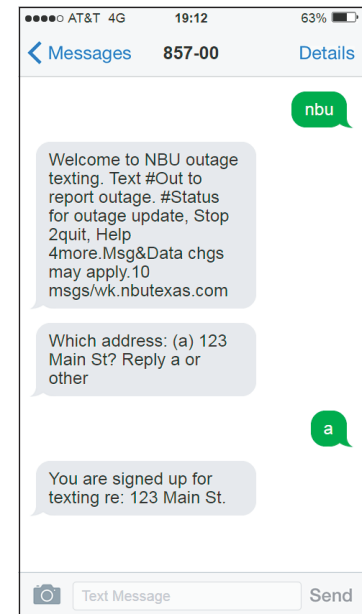 AT&T 4G 19:12 63%
Messages 857-00 Details
nbu
Welcome to NBU outage
texting. Text #Out to
report outage. #Status
for outage update, Stop
2quit, Help
4more.Msg&Data chgs
may apply.10
msgs/wk.nbutexas.com
Which address: (a) 123
Main St? Reply a or
other
a
You are signed up for
texting re: 123 Main St.
Text Message Send